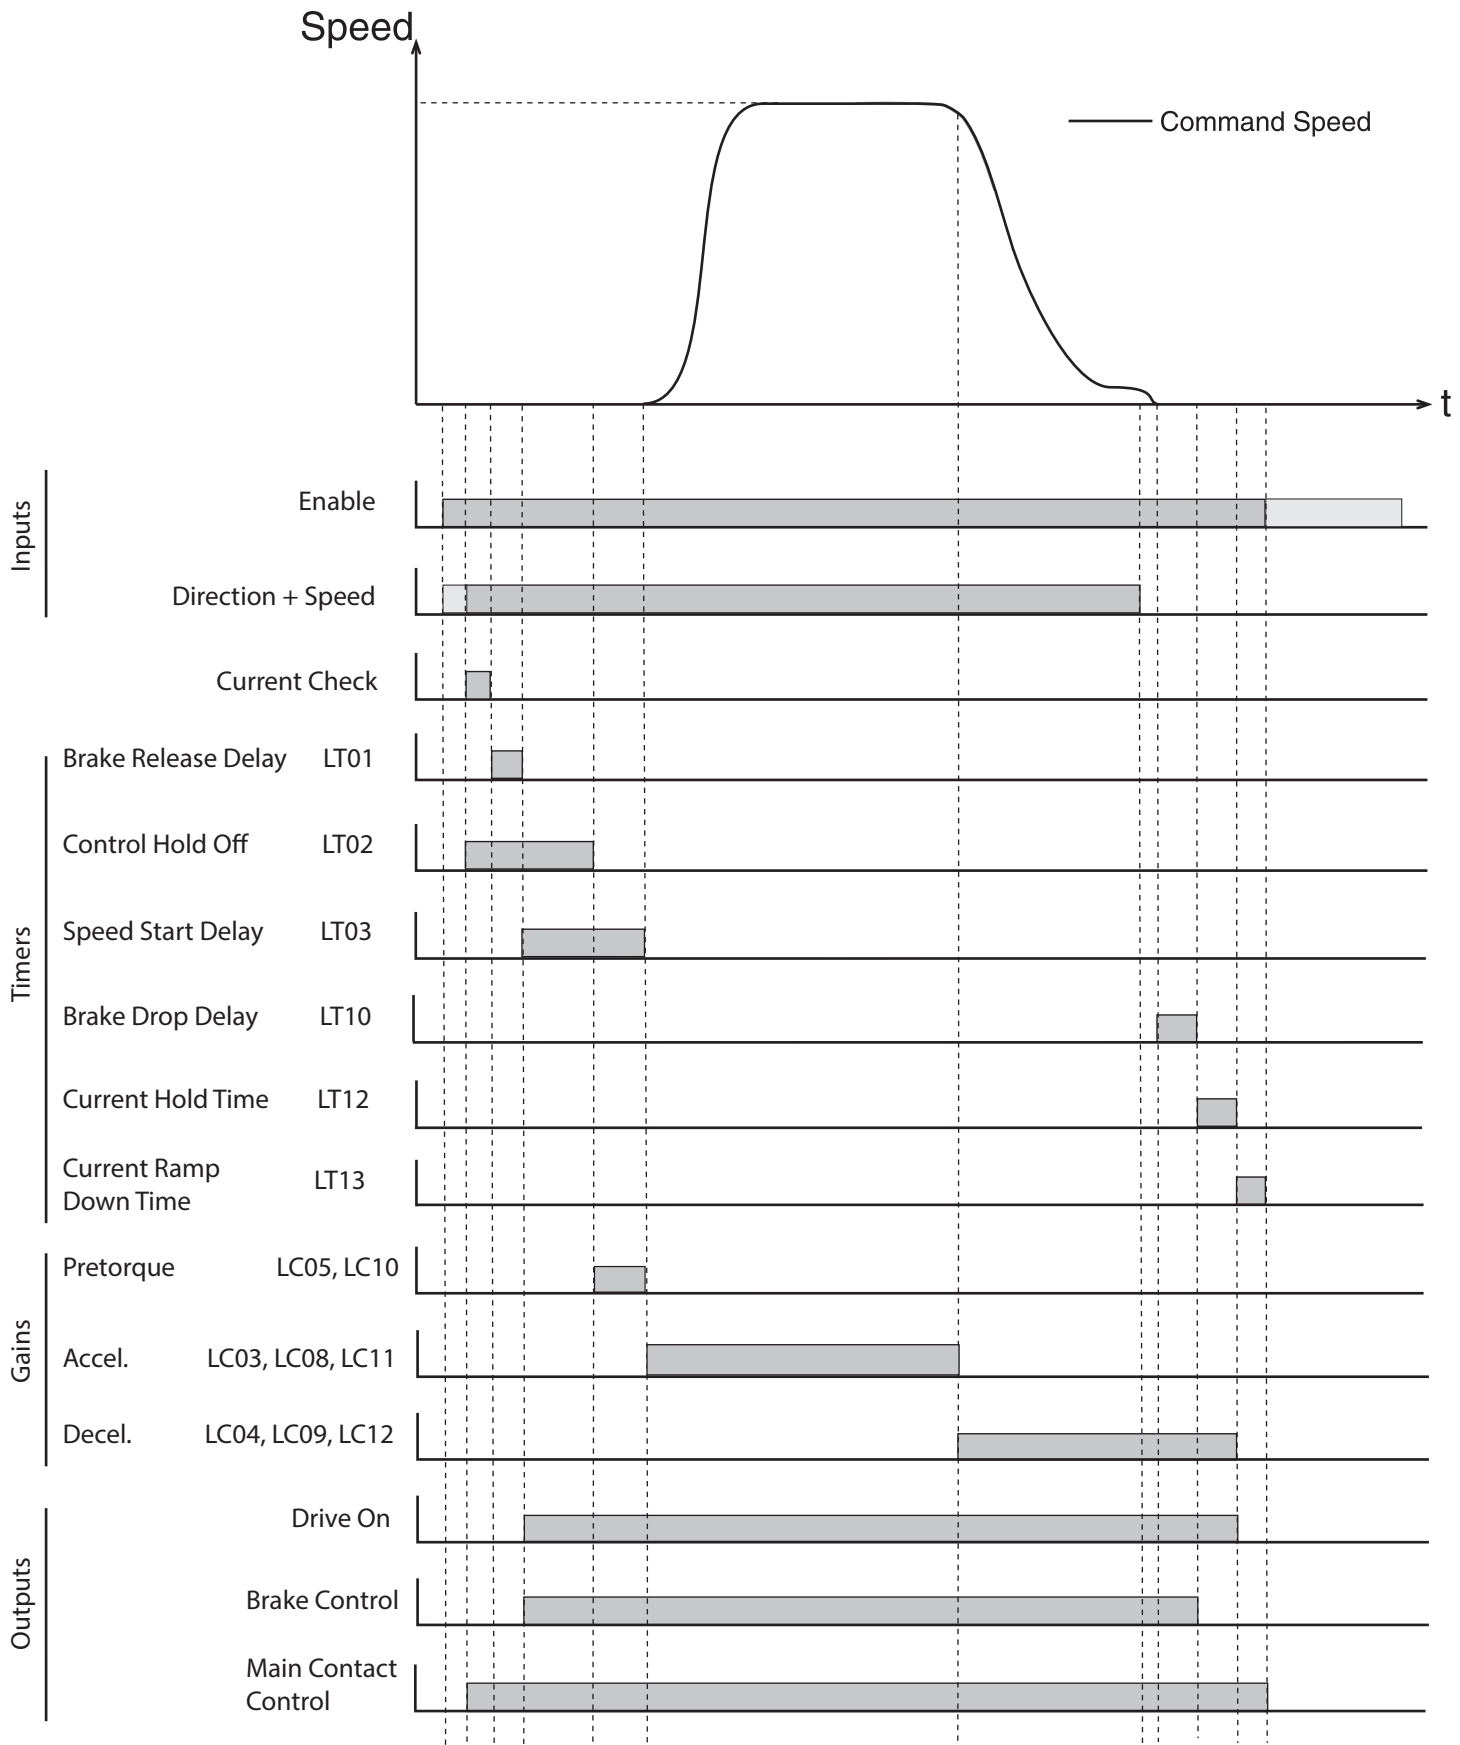 Speed
Command Speed
t
Inputs
Enable
Direction + Speed
Current Check
Timers
Brake Release Delay LT01
Control Hold Off LT02
Speed Start Delay LT03
Brake Drop Delay LT10
Current Hold Time LT12
Current Ramp
Down Time
LT13
Gains
Pretorque LC05, LC10
Accel. LC03, LC08, LC11
Decel. LC04, LC09, LC12
Outputs
Drive On
Brake Control
Main Contact
Control